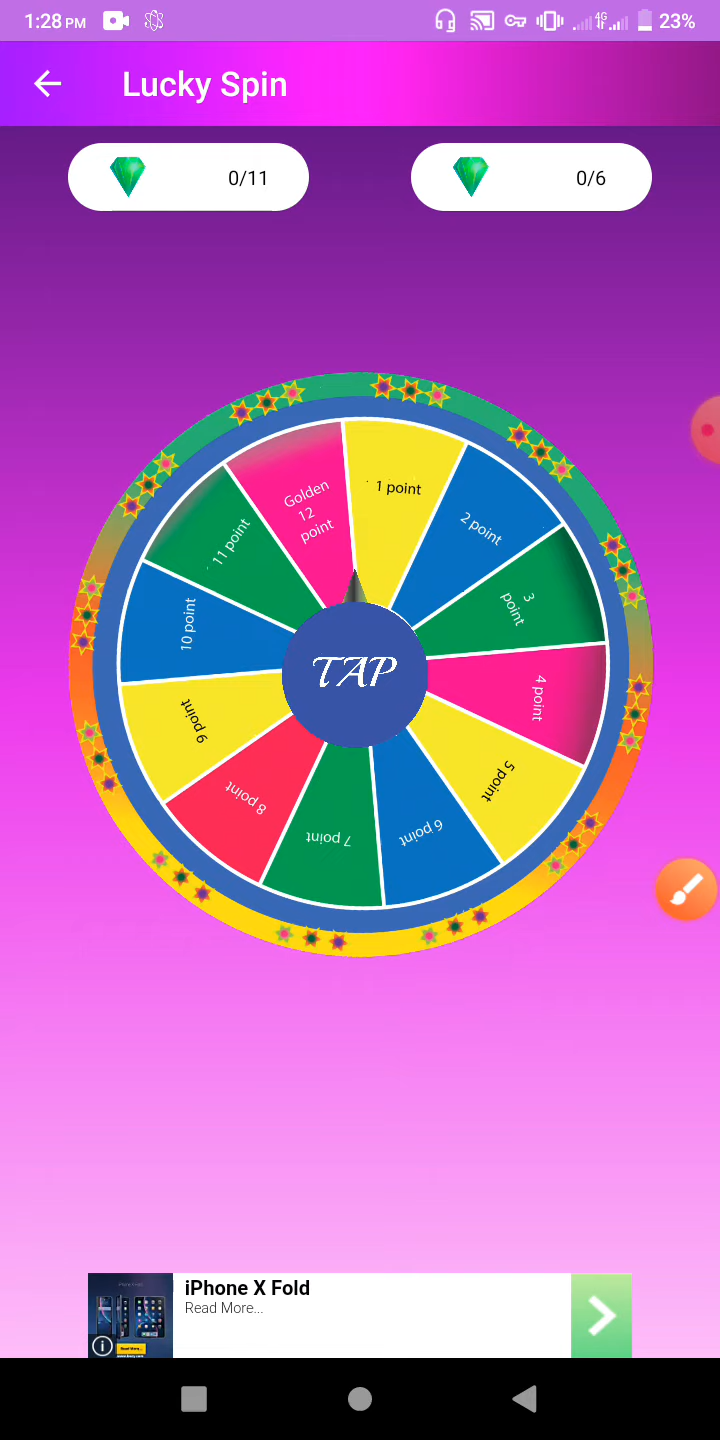 1:28 PM
4G
23%
Lucky Spin
0/11
0/6
1 point
2 point
3
point
4 point
5 point
6 point
7 point
8 point
9 point
10 point
11 point
Golden
12
point
TAP
iPhone X Fold
Read More...